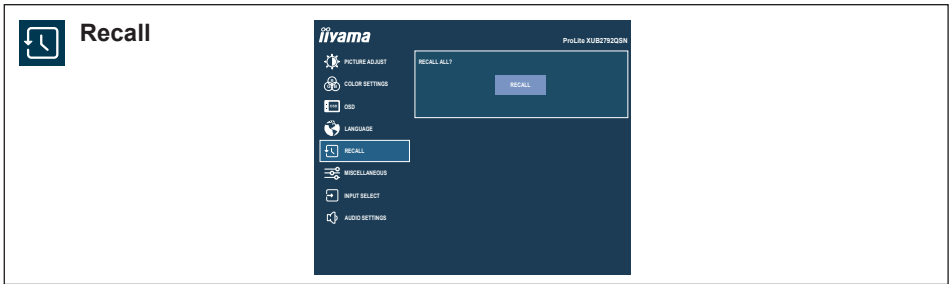 Recall
iiyama
ProLite XUB2792QSN
PICTURE ADJUST
RECALL ALL?
COLOR SETTINGS
RECALL
OSD
OSD
LANGUAGE
RECALL
MISCELLANEOUS
INPUT SELECT
AUDIO SETTINGS